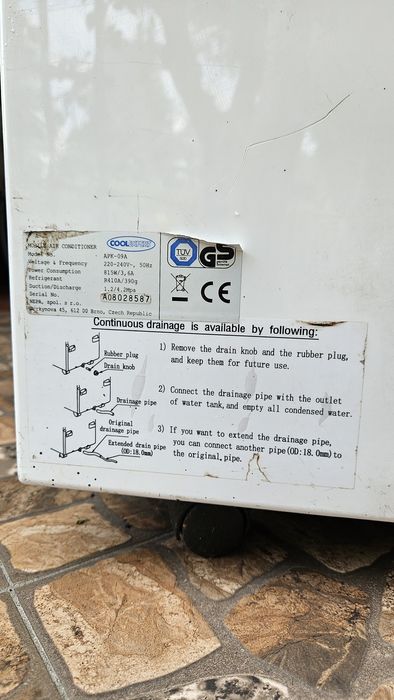 MOBILE AIR CONDITIONER
COOLEXPERT
Model No. APK-09A
Voltage & Frequency 220-240V~, 50Hz
Power Consumption 815W/3,6A
Refrigerant R410A/390g
Suction/Discharge 1.2/4.2Mpa
Serial No. A08028587
NEPA, spol. s r.o.
Purkynova 45, 612 00 Brno, Czech Republic
TÜV
GS
CE
Continuous drainage is available by following:
Rubber plug
Drain knob
1) Remove the drain knob and the rubber plug,
and keep them for future use.
Drainage pipe
2) Connect the drainage pipe with the outlet
of water tank, and empty all condensed water.
Original
drainage pipe
Extended drain pipe
(OD:18.0mm)
3) If you want to extend the drainage pipe,
you can connect another pipe(OD:18.0mm)to
the original pipe.